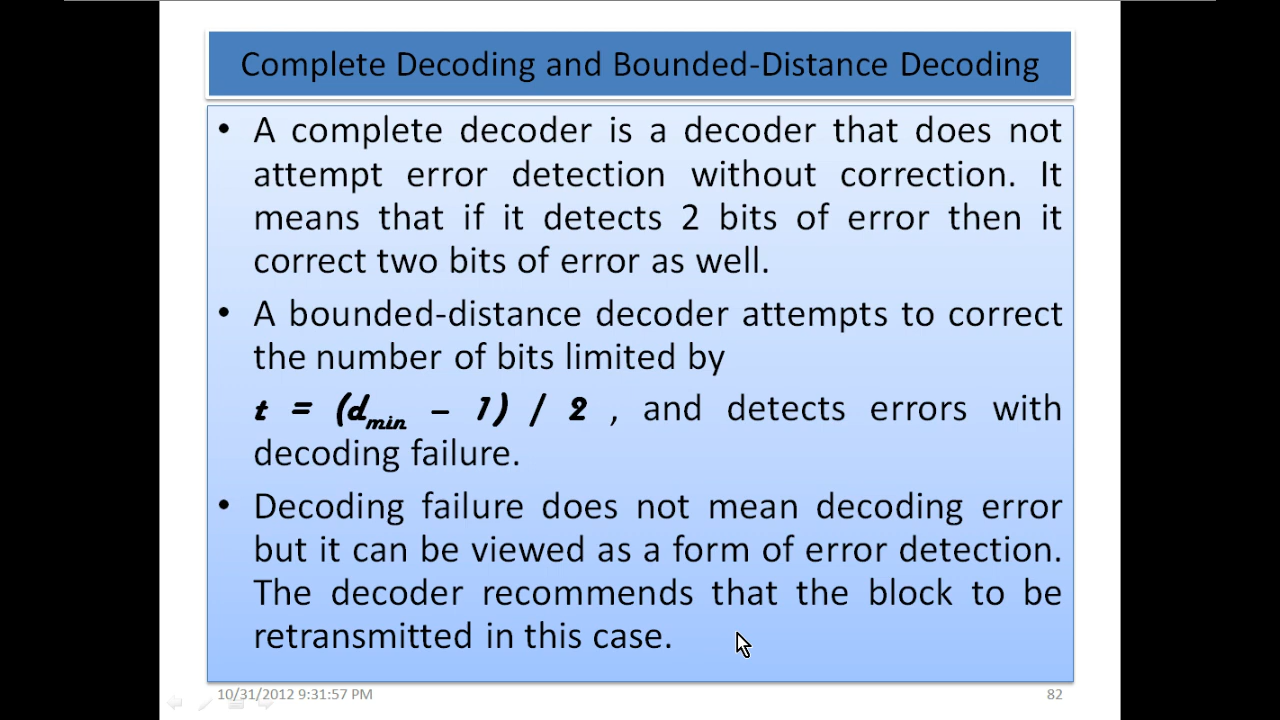 Complete Decoding and Bounded-Distance Decoding
• A complete decoder is a decoder that does not
attempt error detection without correction. It
means that if it detects 2 bits of error then it
correct two bits of error as well.
• A bounded-distance decoder attempts to correct
the number of bits limited by
t = (dmin – 1) / 2 , and detects errors with
decoding failure.
• Decoding failure does not mean decoding error
but it can be viewed as a form of error detection.
The decoder recommends that the block to be
retransmitted in this case.
10/31/2012 9:31:57 PM
82